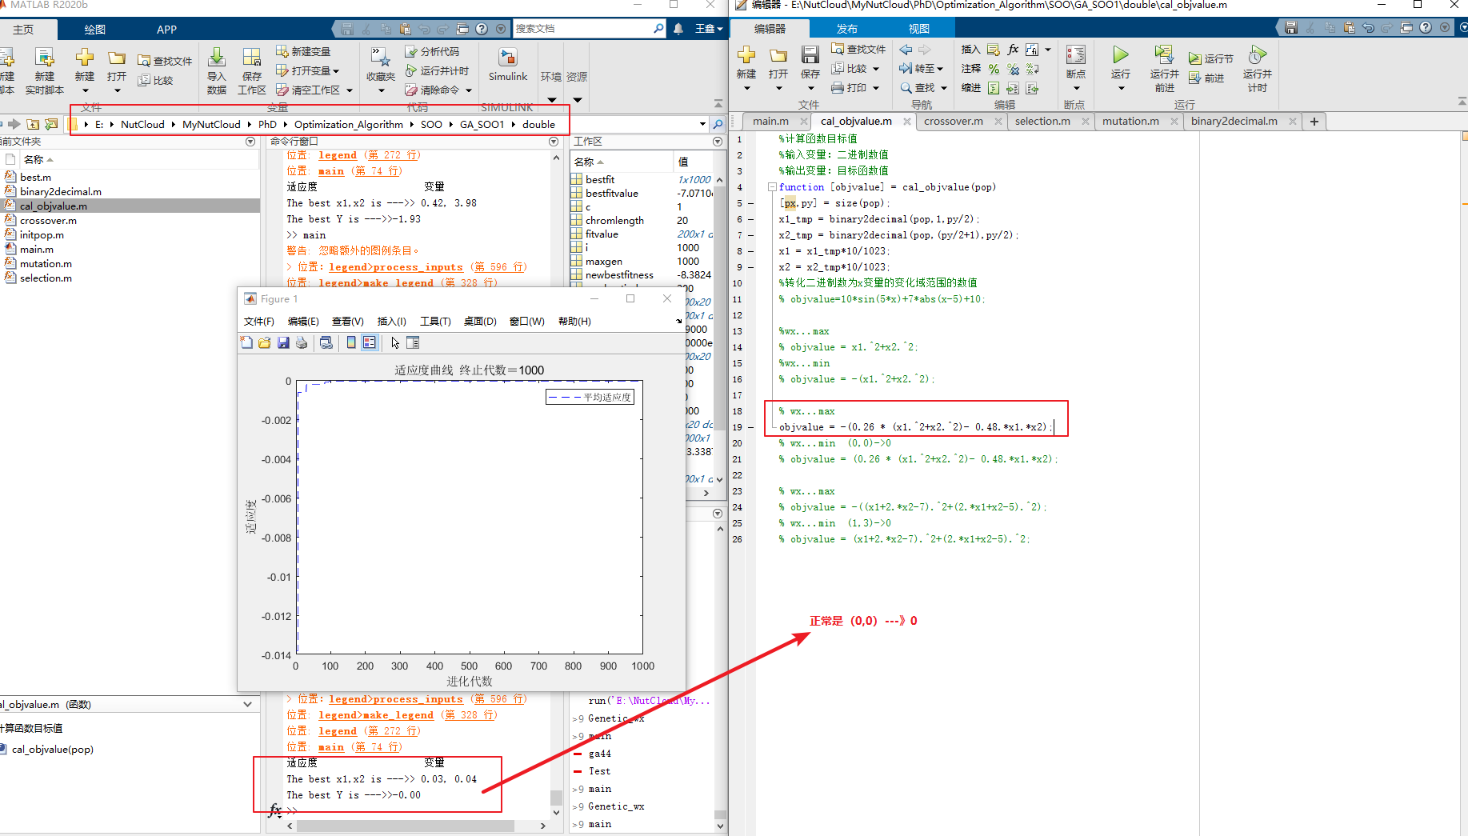 MATLAB R2020b
主页 绘图 APP
搜索文档
新建变量
分析代码
查找文件
打开变量
运行并计时
比较
清空工作区
清除命令
新建 实时脚本
新建
打开
导入 数据
保存 工作区
收藏夹
Simulink
环境 资源
文件 变量 代码 SIMULINK
E: NutCloud MyNutCloud PhD Optimization_Algorithm SOO GA_SOO1 double
前文件夹
名称
best.m
binary2decimal.m
cal_objvalue.m
crossover.m
initpop.m
main.m
mutation.m
selection.m
命令行窗口
位置: legend (第 272 行)
位置: main (第 74 行)
适应度 变量
The best x1.x2 is --->> 0.42, 3.98
The best Y is --->>-1.93
>> main
警告: 忽略额外的图例条目。
> 位置: legend>process_inputs (第 596 行)
位置: legend>make_legend (第 328 行)
工作区
名称 值
bestfit 1x1000
bestfitvalue -7.0710
c 1
chromlength 20
fitvalue 200x1 d
i 1000
maxgen 1000
newbestfitness -8.3824
Figure 1
文件(F) 编辑(E) 查看(V) 插入(I) 工具(T) 桌面(D) 窗口(W) 帮助(H)
适应度曲线 终止代数=1000
平均适应度
适应度
0
-0.002
-0.004
-0.006
-0.008
-0.01
-0.012
-0.014
0 100 200 300 400 500 600 700 800 900 1000
进化代数
> 位置: legend>process_inputs (第 596 行)
位置: legend>make_legend (第 328 行)
位置: legend (第 272 行)
位置: main (第 74 行)
适应度 变量
The best x1.x2 is --->> 0.03, 0.04
The best Y is --->>-0.00
fx >>
al_objvalue.m (函数)
计算函数目标值
cal_objvalue(pop)
run('E:\NutCloud\My...
Genetic_wx
main
ga44
Test
main
Genetic_wx
main
编辑器 - E:\NutCloud\MyNutCloud\PhD\Optimization_Algorithm\SOO\GA_SOO1\double\cal_objvalue.m
编辑器 发布 视图
查找文件
插入 fx
运行节
比较
转至
注释
前进
打印
查找
缩进
新建 打开 保存
断点
运行
运行并 前进
运行并 计时
文件 导航 编辑 断点 运行
main.m cal_objvalue.m crossover.m selection.m mutation.m binary2decimal.m +
1 %计算函数目标值
2 %输入变量: 二进制数值
3 %输出变量: 目标函数值
4 function [objvalue] = cal_objvalue(pop)
5 [px,py] = size(pop);
6 x1_tmp = binary2decimal(pop,1,py/2);
7 x2_tmp = binary2decimal(pop,(py/2+1),py/2);
8 x1 = x1_tmp*10/1023;
9 x2 = x2_tmp*10/1023;
10 %转化二进制数为x变量的变化域范围的数值
11 % objvalue=10*sin(5*x)+7*abs(x-5)+10;
12
13 %wx...max
14 % objvalue = x1.^2+x2.^2;
15 %wx...min
16 % objvalue = -(x1.^2+x2.^2);
17
18 % wx...max
19 objvalue = -(0.26 * (x1.^2+x2.^2)- 0.48.*x1.*x2);
20 % wx...min (0,0)->0
21 % objvalue = (0.26 * (x1.^2+x2.^2)- 0.48.*x1.*x2);
22
23 % wx...max
24 % objvalue = -((x1+2.*x2-7).^2+(2.*x1+x2-5).^2);
25 % wx...min (1,3)->0
26 % objvalue = (x1+2.*x2-7).^2+(2.*x1+x2-5).^2;
正常是（0,0）---》0